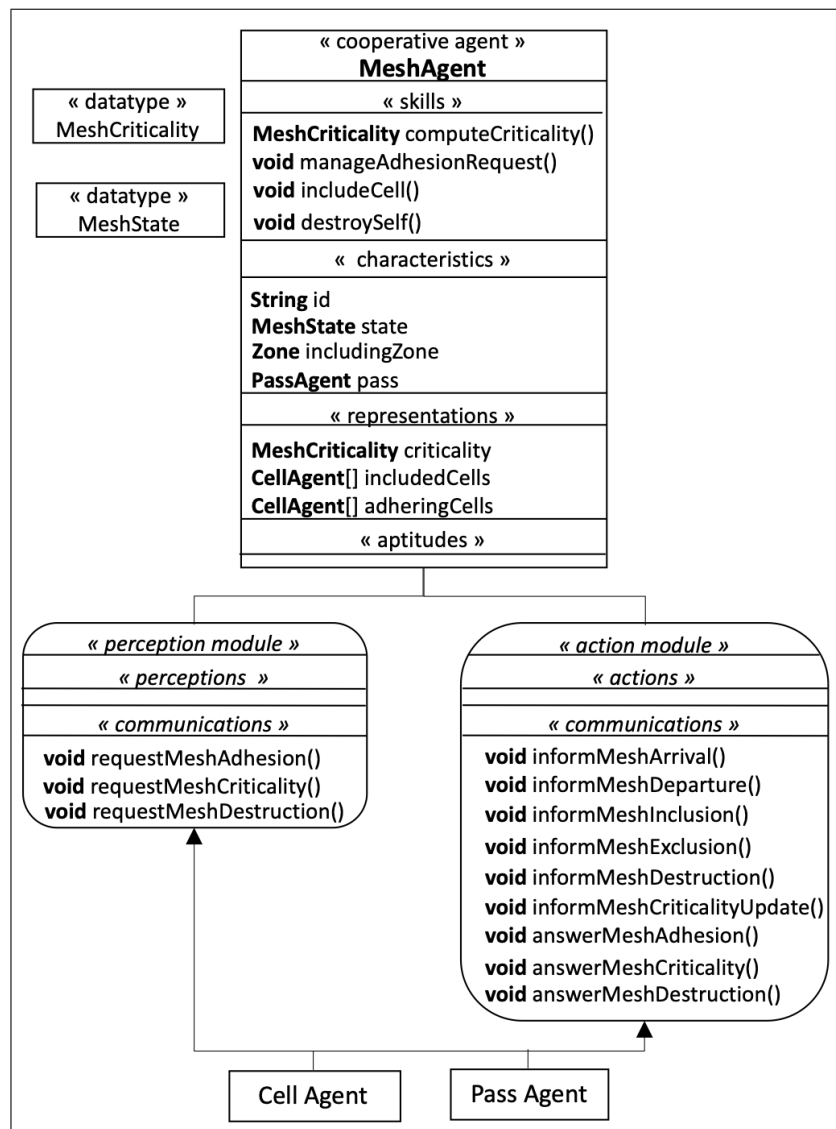 « cooperative agent »
MeshAgent
« datatype »
MeshCriticality
« datatype »
MeshState
« skills »
MeshCriticality computeCriticality()
void manageAdhesionRequest()
void includeCell()
void destroySelf()
« characteristics »
String id
MeshState state
Zone includingZone
PassAgent pass
« representations »
MeshCriticality criticality
CellAgent[] includedCells
CellAgent[] adheringCells
« aptitudes »
« perception module »
« perceptions »
« communications »
void requestMeshAdhesion()
void requestMeshCriticality()
void requestMeshDestruction()
« action module »
« actions »
« communications »
void informMeshArrival()
void informMeshDeparture()
void informMeshInclusion()
void informMeshExclusion()
void informMeshDestruction()
void informMeshCriticalityUpdate()
void answerMeshAdhesion()
void answerMeshCriticality()
void answerMeshDestruction()
Cell Agent
Pass Agent